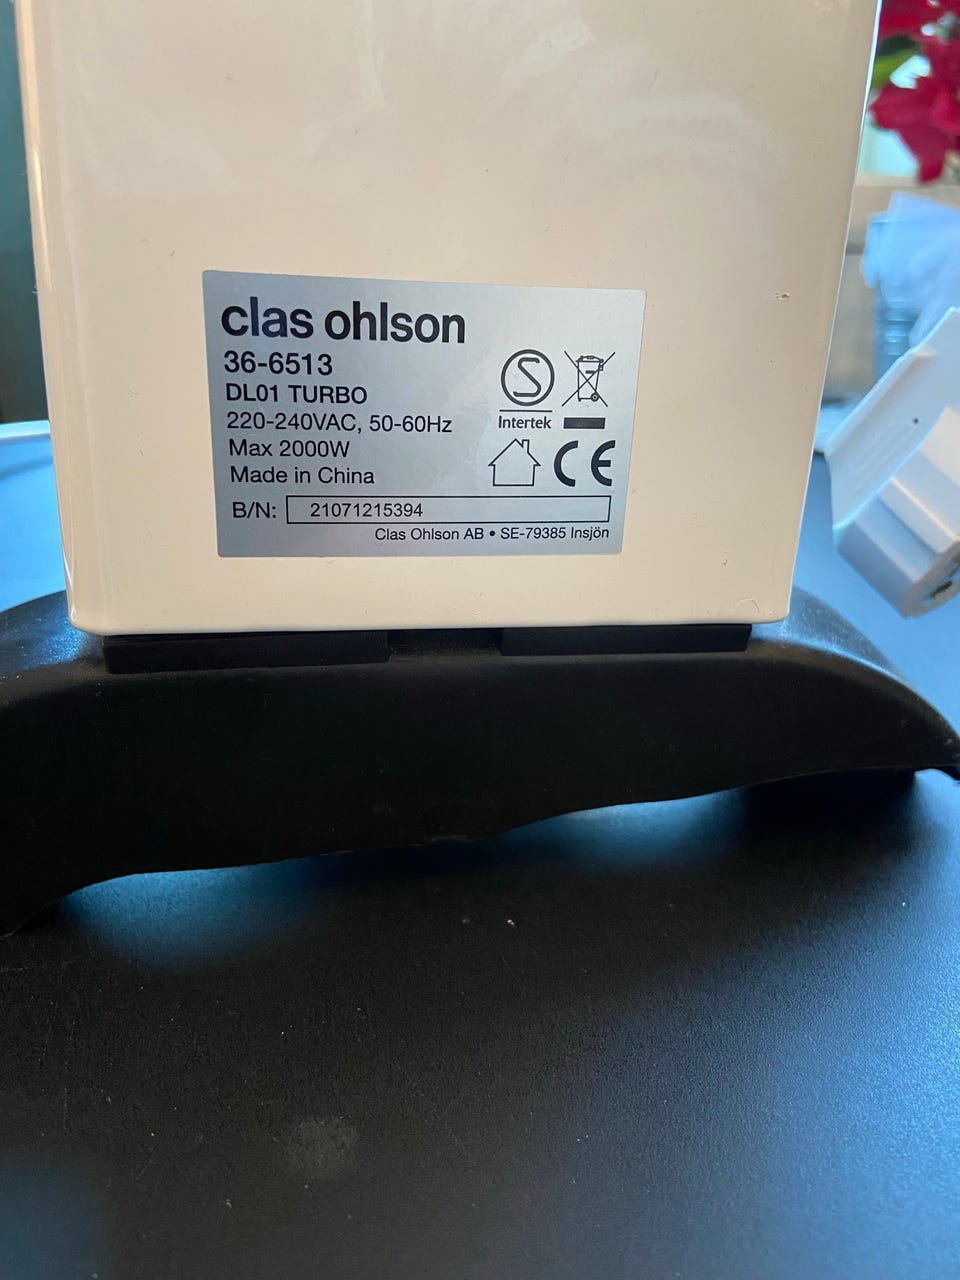 clas ohlson
36-6513
DL01 TURBO
220-240VAC, 50-60Hz
Max 2000W
Made in China
S
Intertek
CE
B/N: 21071215394
Clas Ohlson AB • SE-79385 Insjön